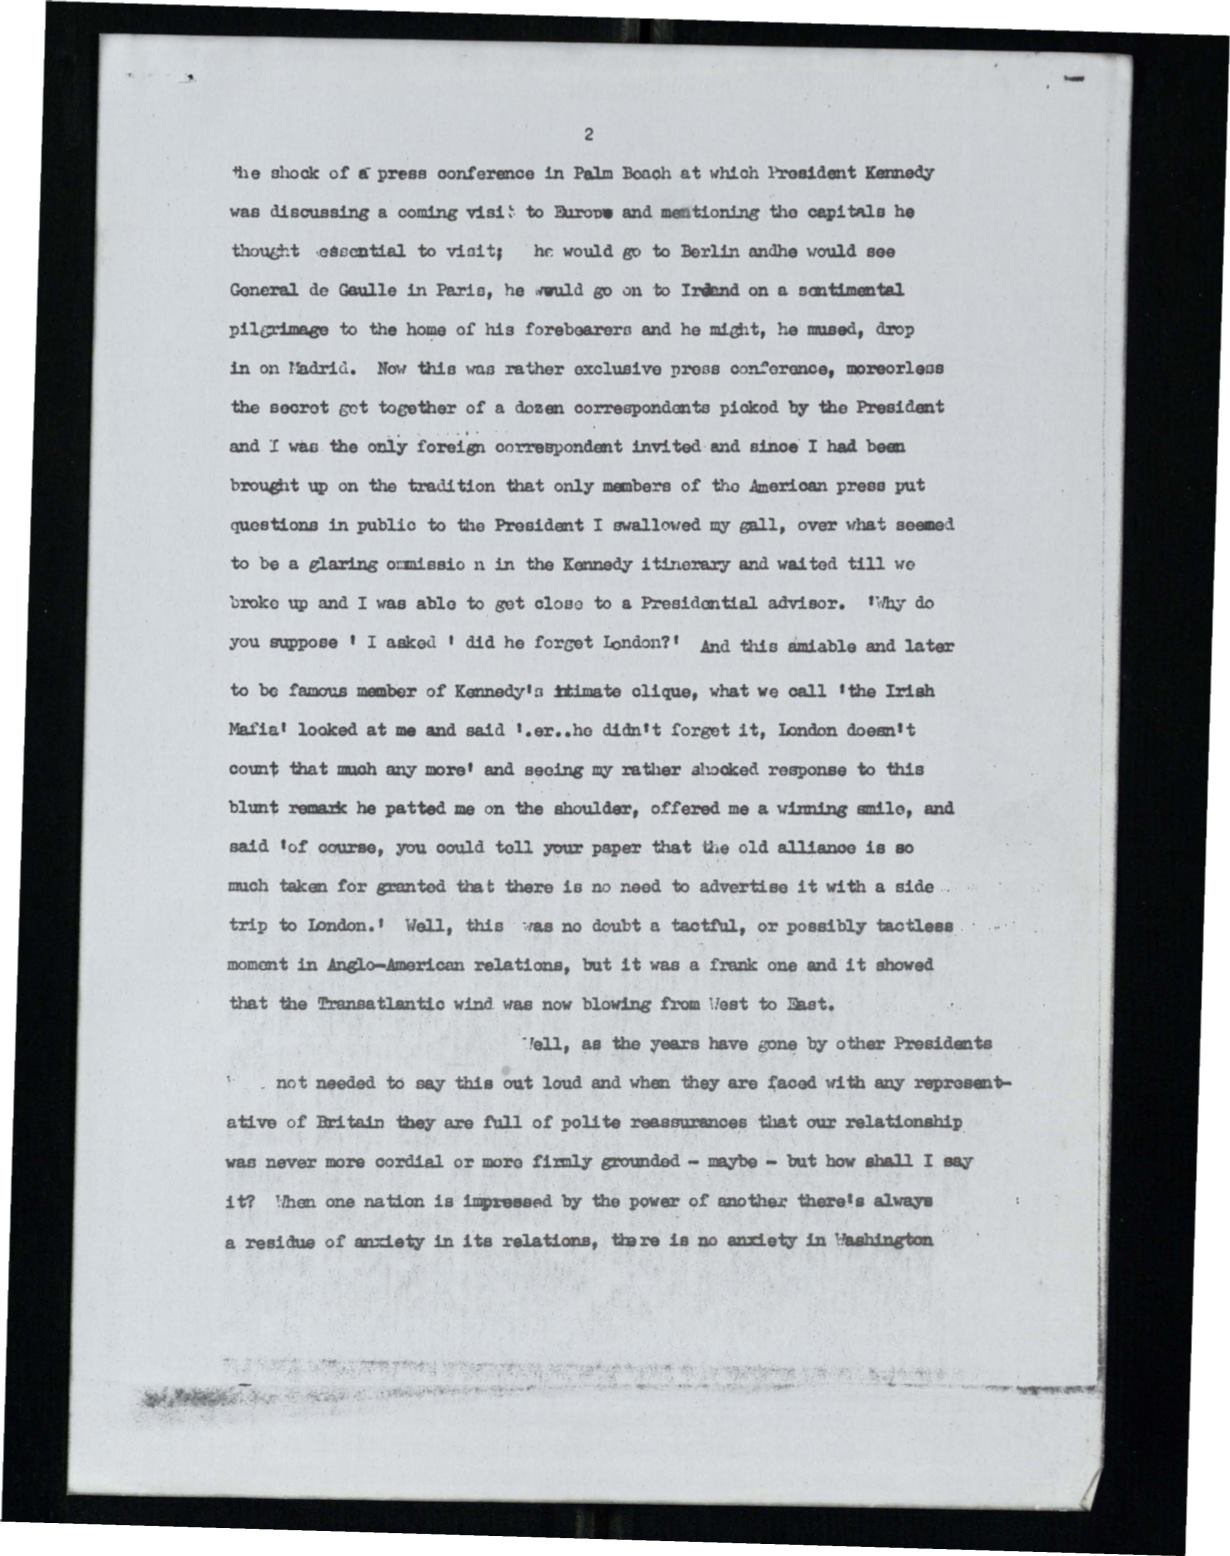 2
the shock of a press conference in Palm Beach at which President Kennedy
was discussing a coming visit to Europe and mentioning the capitals he
thought essential to visit; he would go to Berlin andhe would see
General de Gaulle in Paris, he would go on to Ireland on a sentimental
pilgrimage to the home of his forebearers and he might, he mused, drop
in on Madrid. Now this was rather exclusive press conference, moreorless
the secret get together of a dozen correspondents picked by the President
and I was the only foreign correspondent invited and since I had been
brought up on the tradition that only members of the American press put
questions in public to the President I swallowed my gall, over what seemed
to be a glaring ommissio n in the Kennedy itinerary and waited till we
broke up and I was able to get close to a Presidential advisor. 'Why do
you suppose ' I asked ' did he forget London?' And this amiable and later
to be famous member of Kennedy's intimate clique, what we call 'the Irish
Mafia' looked at me and said '.er..he didn't forget it, London doesn't
count that much any more' and seeing my rather shocked response to this
blunt remark he patted me on the shoulder, offered me a winning smile, and
said 'of course, you could tell your paper that the old alliance is so
much taken for granted that there is no need to advertise it with a side
trip to London.' Well, this was no doubt a tactful, or possibly tactless
moment in Anglo-American relations, but it was a frank one and it showed
that the Transatlantic wind was now blowing from West to East.
Well, as the years have gone by other Presidents
not needed to say this out loud and when they are faced with any represent-
ative of Britain they are full of polite reassurances that our relationship
was never more cordial or more firmly grounded - maybe - but how shall I say
it? When one nation is impressed by the power of another there's always
a residue of anxiety in its relations, there is no anxiety in Washington